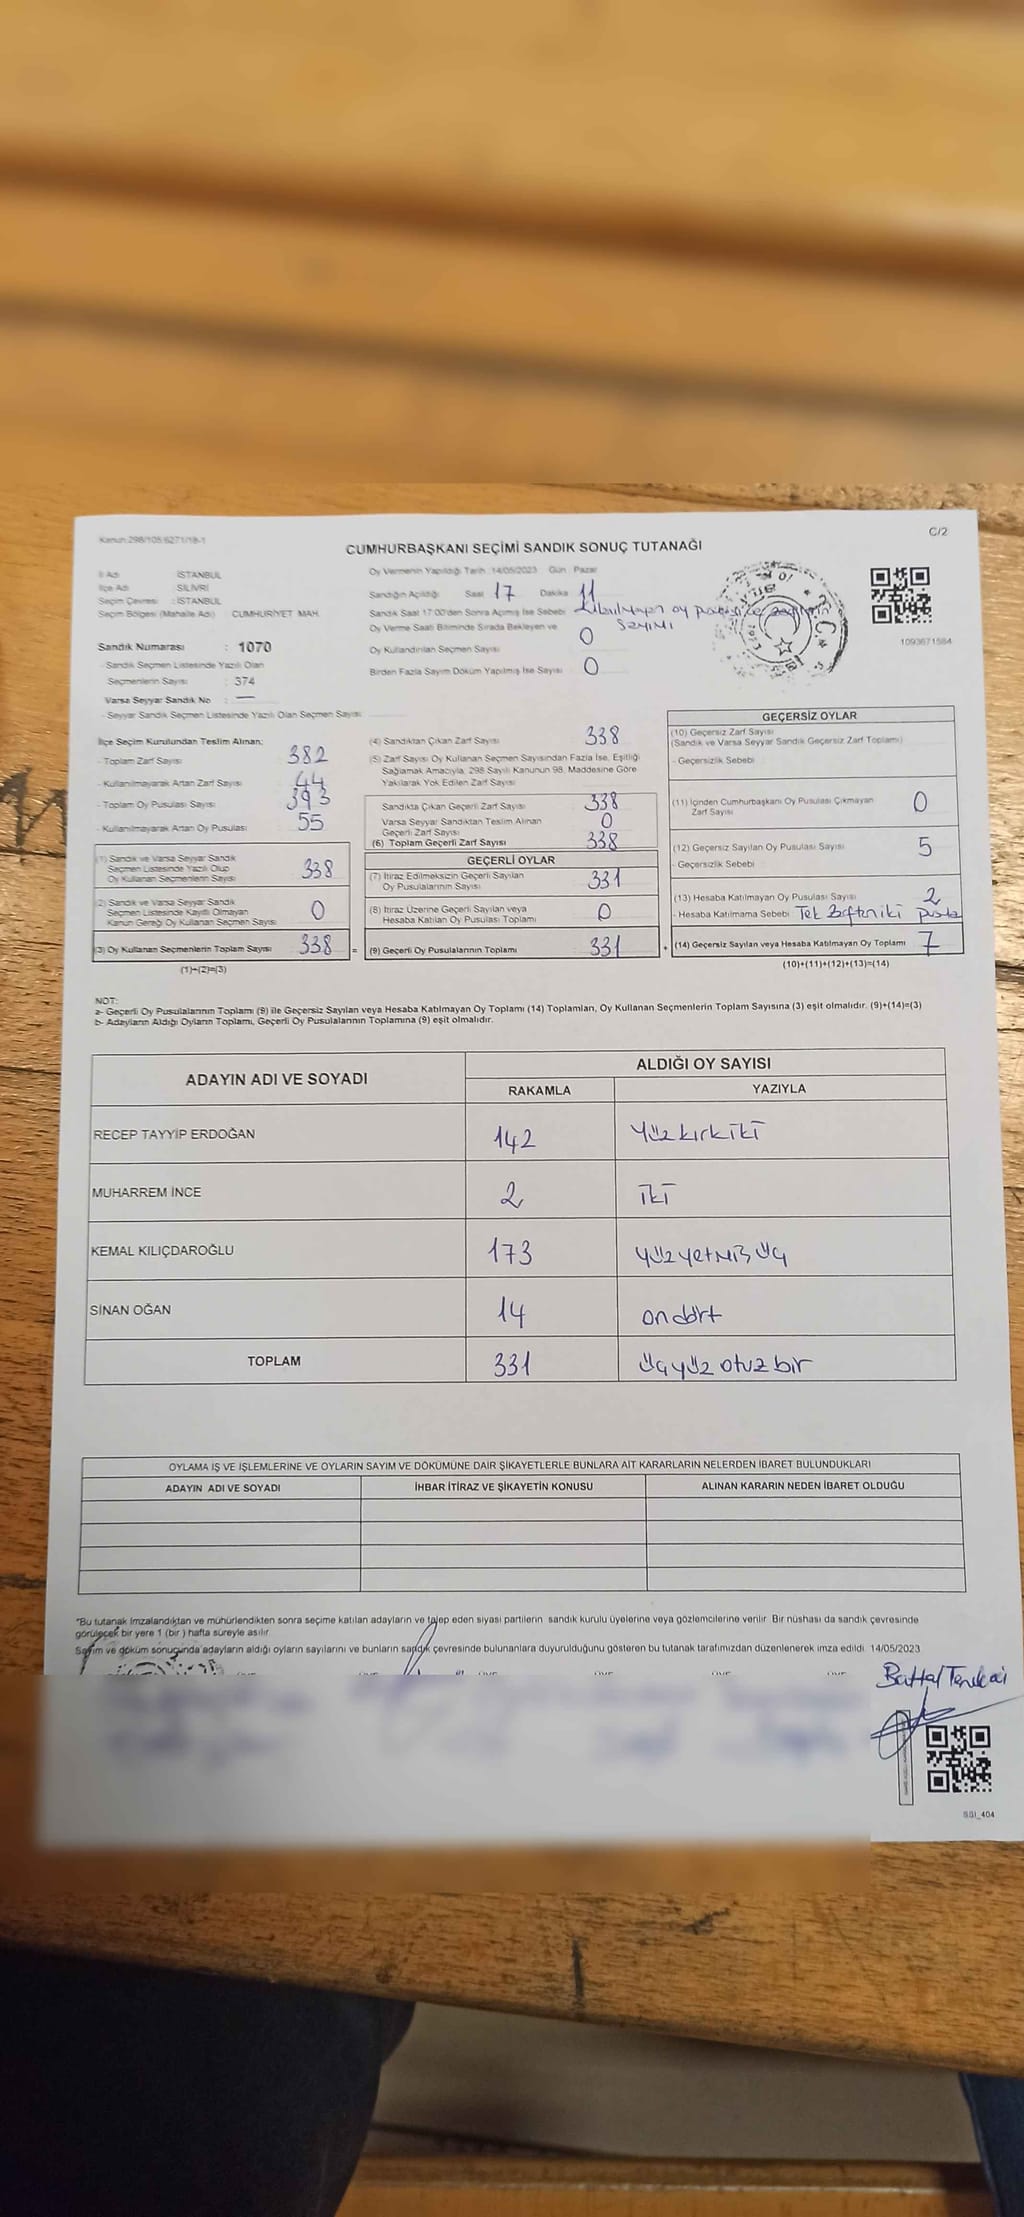 Kanun 298/105 6271/18-1
C/2
CUMHURBAŞKANI SEÇİMİ SANDIK SONUÇ TUTANAĞI
İl Adı : İSTANBUL
İlçe Adı : SİLİVRİ
Seçim Çevresi : İSTANBUL
Seçim Bölgesi (Mahalle Adı) CUMHURİYET MAH.
Sandık Numarası : 1070
- Sandık Seçmen Listesinde Yazılı Olan
Seçmenlerin Sayısı : 374
Varsa Seyyar Sandık No : —
- Seyyar Sandık Seçmen Listesinde Yazılı Olan Seçmen Sayısı
Oy Vermenin Yapıldığı Tarih :14/05/2023 Gün : Pazar
Sandığın Açıldığı Saat 17 Dakika 11
Sandık Saat 17:00'den Sonra Açılmış İse Sebebi oy
SAYIMI
Oy Verme Saati Bitiminde Sırada Bekleyen ve
Oy Kullandırılan Seçmen Sayısı 0
Birden Fazla Sayım Döküm Yapılmış İse Sayısı 0
1093671584
İlçe Seçim Kurulundan Teslim Alınan;
- Toplam Zarf Sayısı 382
- Kullanılmayarak Artan Zarf Sayısı 44
- Toplam Oy Pusulası Sayısı 393
- Kullanılmayarak Artan Oy Pusulası 55
(1) Sandık ve Varsa Seyyar Sandık
Seçmen Listesinde Yazılı Olup
Oy Kullanan Seçmenlerin Sayısı 338
(2) Sandık ve Varsa Seyyar Sandık
Seçmen Listesinde Kayıtlı Olmayan
Kanun Gereği Oy Kullanan Seçmen Sayısı 0
(3) Oy Kullanan Seçmenlerin Toplam Sayısı 338 =
(1)+(2)=(3)
(4) Sandıktan Çıkan Zarf Sayısı 338
(5) Zarf Sayısı Oy Kullanan Seçmen Sayısından Fazla İse, Eşitliği
Sağlamak Amacıyla, 298 Sayılı Kanunun 98. Maddesine Göre
Yakılarak Yok Edilen Zarf Sayısı
Sandıkta Çıkan Geçerli Zarf Sayısı 338
Varsa Seyyar Sandıktan Teslim Alınan
Geçerli Zarf Sayısı 0
(6) Toplam Geçerli Zarf Sayısı 338
GEÇERLİ OYLAR
(7) İtiraz Edilmeksizin Geçerli Sayılan
Oy Pusulalarının Sayısı 331
(8) İtiraz Üzerine Geçerli Sayılan veya
Hesaba Katılan Oy Pusulası Toplamı 0
(9) Geçerli Oy Pusulalarının Toplamı 331 +
GEÇERSİZ OYLAR
(10) Geçersiz Zarf Sayısı
(Sandık ve Varsa Seyyar Sandık Geçersiz Zarf Toplamı)
- Geçersizlik Sebebi
(11) İçinden Cumhurbaşkanı Oy Pusulası Çıkmayan
Zarf Sayısı 0
(12) Geçersiz Sayılan Oy Pusulası Sayısı 5
- Geçersizlik Sebebi
(13) Hesaba Katılmayan Oy Pusulası Sayısı 2
- Hesaba Katılmama Sebebi Tek iki
(14) Geçersiz Sayılan veya Hesaba Katılmayan Oy Toplamı 7
(10)+(11)+(12)+(13)=(14)
NOT:
a- Geçerli Oy Pusulalarının Toplamı (9) ile Geçersiz Sayılan veya Hesaba Katılmayan Oy Toplamı (14) Toplamları, Oy Kullanan Seçmenlerin Toplam Sayısına (3) eşit olmalıdır. (9)+(14)=(3)
b- Adayların Aldığı Oyların Toplamı, Geçerli Oy Pusulalarının Toplamına (9) eşit olmalıdır.
ADAYIN ADI VE SOYADI
ALDIĞI OY SAYISI
RAKAMLA YAZIYLA
RECEP TAYYİP ERDOĞAN 142 Yüz kırk iki
MUHARREM İNCE 2 iki
KEMAL KILIÇDAROĞLU 173 yüz yetmiş üç
SİNAN OĞAN 14 on dört
TOPLAM 331 üç yüz otuz bir
OYLAMA İŞ VE İŞLEMLERİNE VE OYLARIN SAYIM VE DÖKÜMÜNE DAİR ŞİKAYETLERLE BUNLARA AİT KARARLARIN NELERDEN İBARET BULUNDUKLARI
ADAYIN ADI VE SOYADI İHBAR İTİRAZ VE ŞİKAYETİN KONUSU ALINAN KARARIN NEDEN İBARET OLDUĞU
*Bu tutanak imzalandıktan ve mühürlendikten sonra seçime katılan adayların ve talep eden siyasi partilerin sandık kurulu üyelerine veya gözlemcilerine verilir. Bir nüshası da sandık çevresinde
görülecek bir yere 1 (bir) hafta süreyle asılır.
Sayım ve döküm sonucunda adayların aldığı oyların sayılarını ve bunların sandık çevresinde bulunanlara duyurulduğunu gösteren bu tutanak tarafımızdan düzenlenerek imza edildi. 14/05/2023
SSI_404